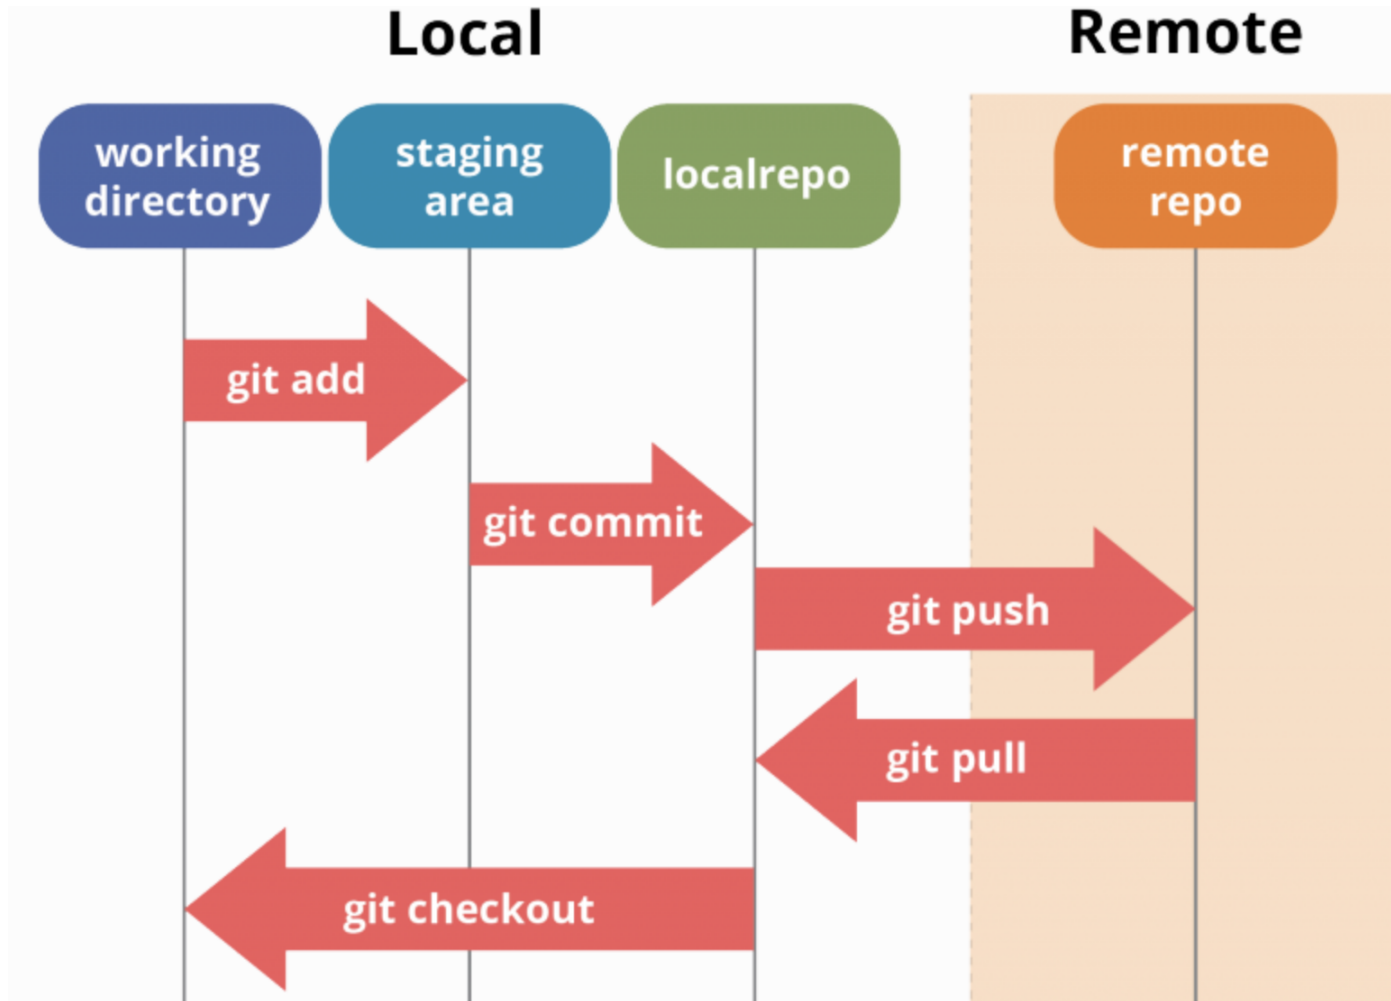 Local
Remote
working
directory
staging
area
localrepo
remote
repo
git add
git commit
git push
git pull
git checkout